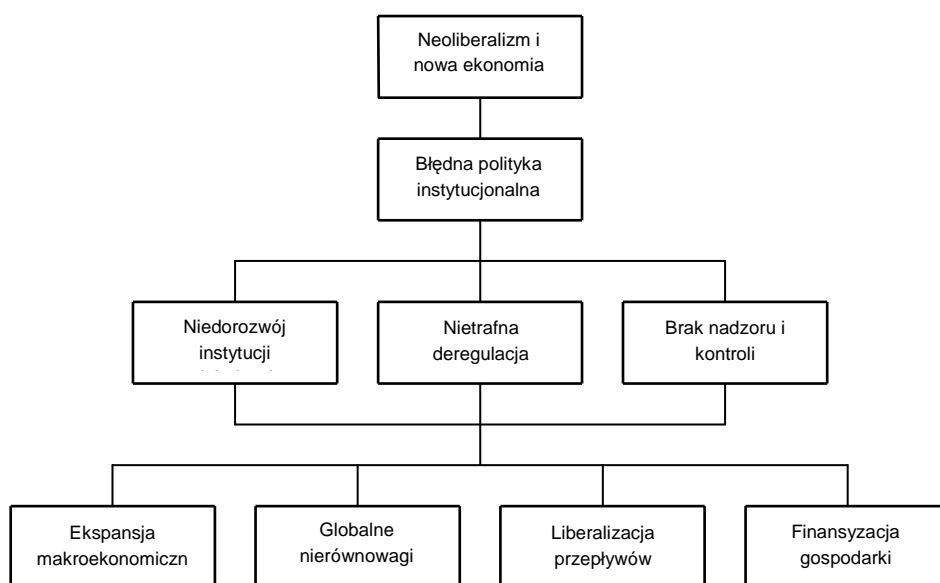 Neoliberalizm i
nowa ekonomia
Błędna polityka
instytucjonalna
Niedorozwój
instytucji
Nietrafna
deregulacja
Brak nadzoru i
kontroli
Ekspansja
makroekonomiczn
Globalne
nierównowagi
Liberalizacja
przepływów
Finansyzacja
gospodarki